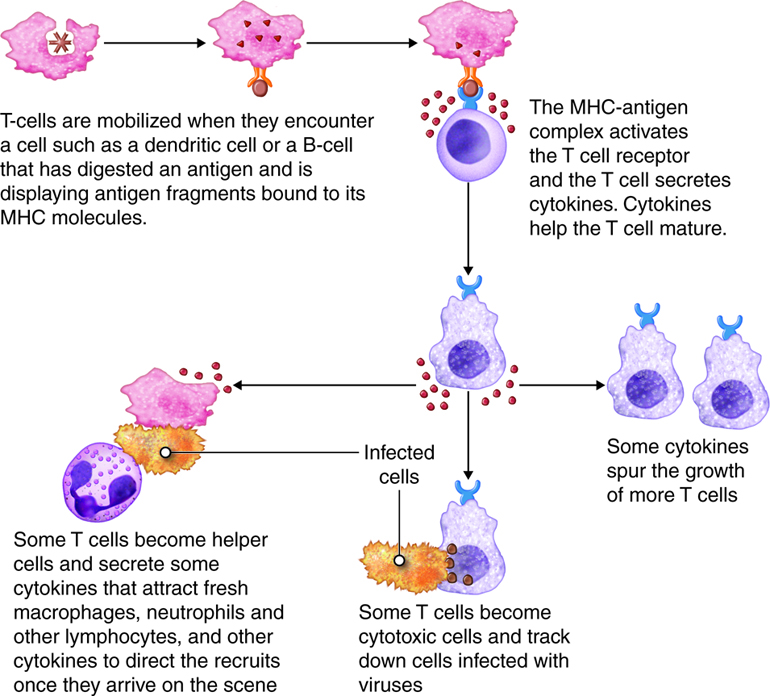 T-cells are mobilized when they encounter
a cell such as a dendritic cell or a B-cell
that has digested an antigen and is
displaying antigen fragments bound to its
MHC molecules.
The MHC-antigen
complex activates
the T cell receptor
and the T cell secretes
cytokines. Cytokines
help the T cell mature.
Infected
cells
Some cytokines
spur the growth
of more T cells
Some T cells become helper
cells and secrete some
cytokines that attract fresh
macrophages, neutrophils and
other lymphocytes, and other
cytokines to direct the recruits
once they arrive on the scene
Some T cells become
cytotoxic cells and track
down cells infected with
viruses